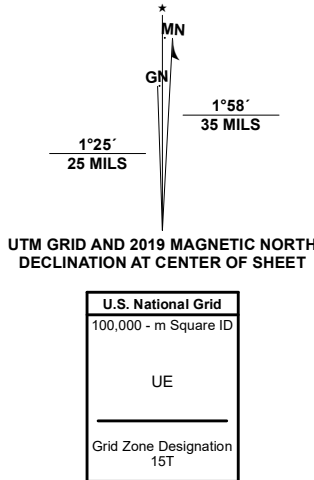 ★
MN
GN
1°58´
35 MILS
1°25´
25 MILS
UTM GRID AND 2019 MAGNETIC NORTH
DECLINATION AT CENTER OF SHEET
U.S. National Grid
100,000 - m Square ID
UE
Grid Zone Designation
15T